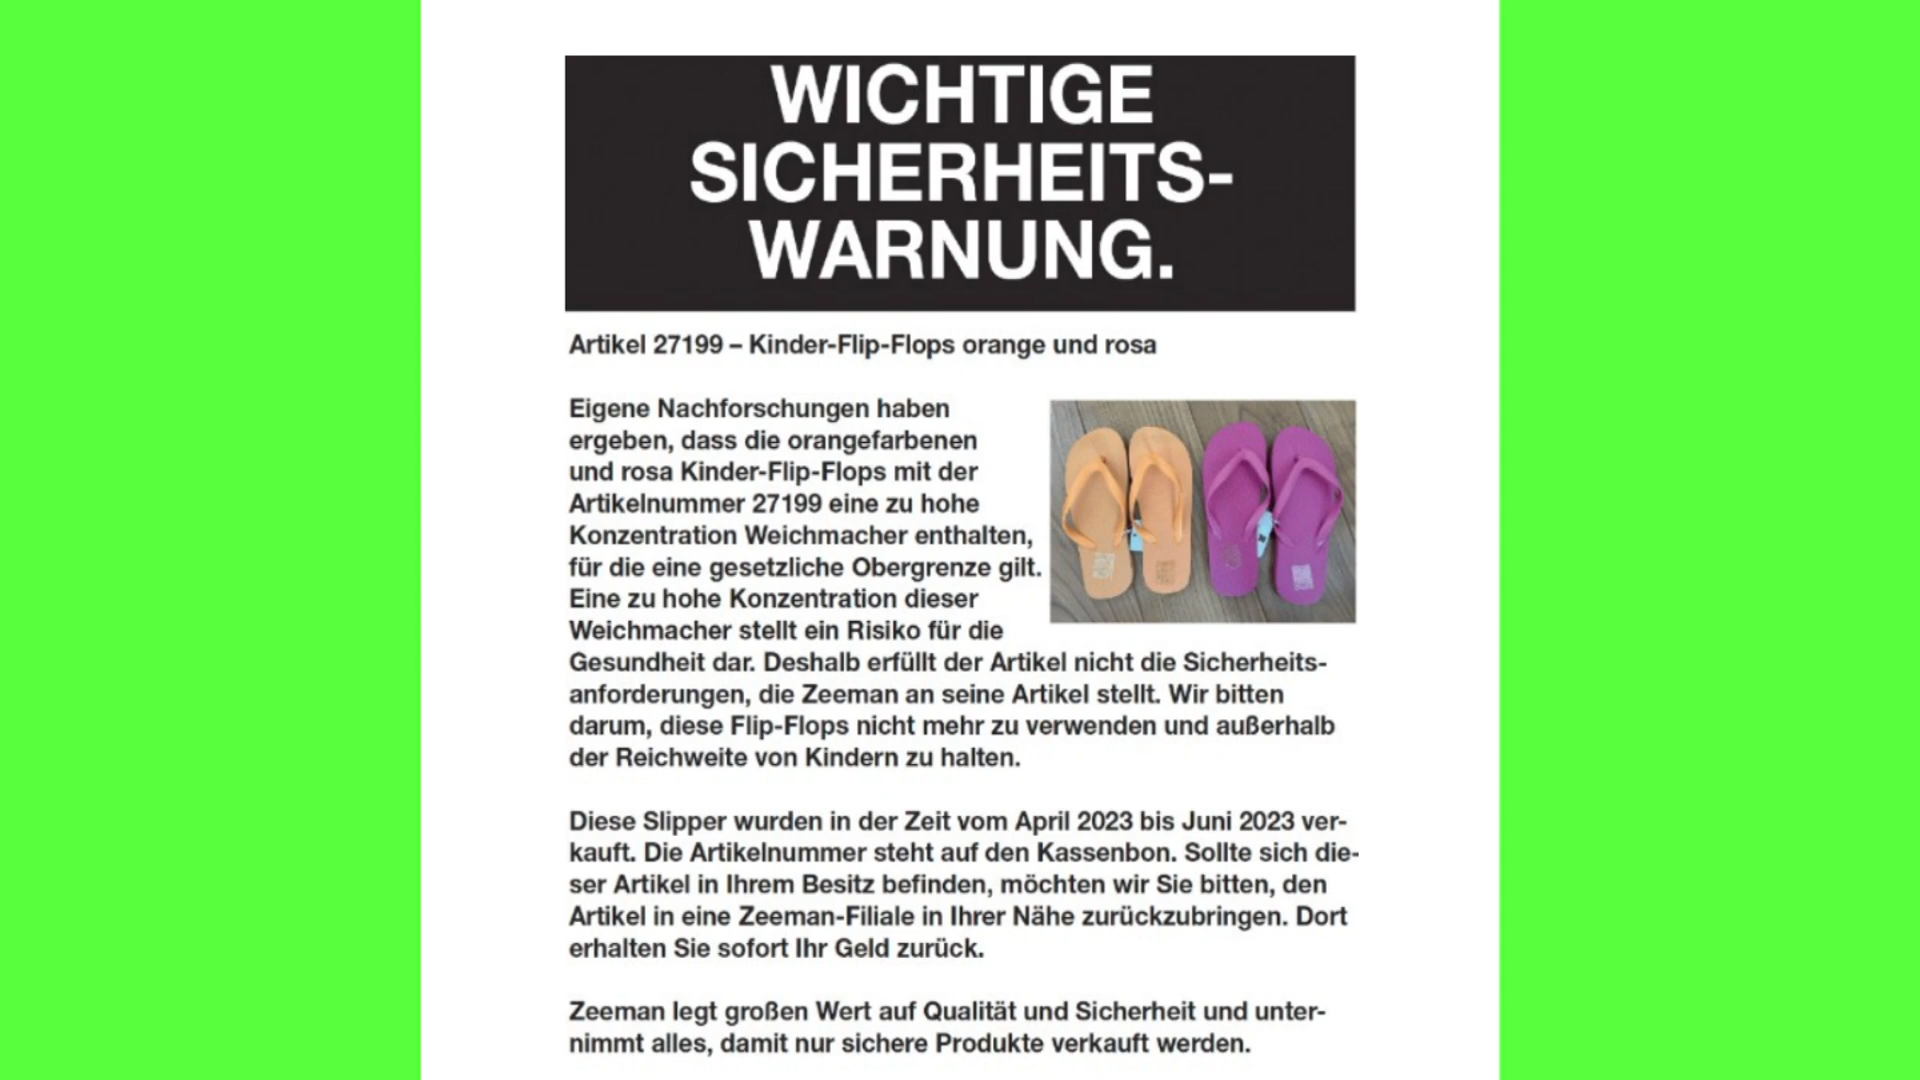 WICHTIGE
SICHERHEITS-
WARNUNG.
Artikel 27199 – Kinder-Flip-Flops orange und rosa
Eigene Nachforschungen haben
ergeben, dass die orangefarbenen
und rosa Kinder-Flip-Flops mit der
Artikelnummer 27199 eine zu hohe
Konzentration Weichmacher enthalten,
für die eine gesetzliche Obergrenze gilt.
Eine zu hohe Konzentration dieser
Weichmacher stellt ein Risiko für die
Gesundheit dar. Deshalb erfüllt der Artikel nicht die Sicherheits-
anforderungen, die Zeeman an seine Artikel stellt. Wir bitten
darum, diese Flip-Flops nicht mehr zu verwenden und außerhalb
der Reichweite von Kindern zu halten.
Diese Slipper wurden in der Zeit vom April 2023 bis Juni 2023 ver-
kauft. Die Artikelnummer steht auf den Kassenbon. Sollte sich die-
ser Artikel in Ihrem Besitz befinden, möchten wir Sie bitten, den
Artikel in eine Zeeman-Filiale in Ihrer Nähe zurückzubringen. Dort
erhalten Sie sofort Ihr Geld zurück.
Zeeman legt großen Wert auf Qualität und Sicherheit und unter-
nimmt alles, damit nur sichere Produkte verkauft werden.